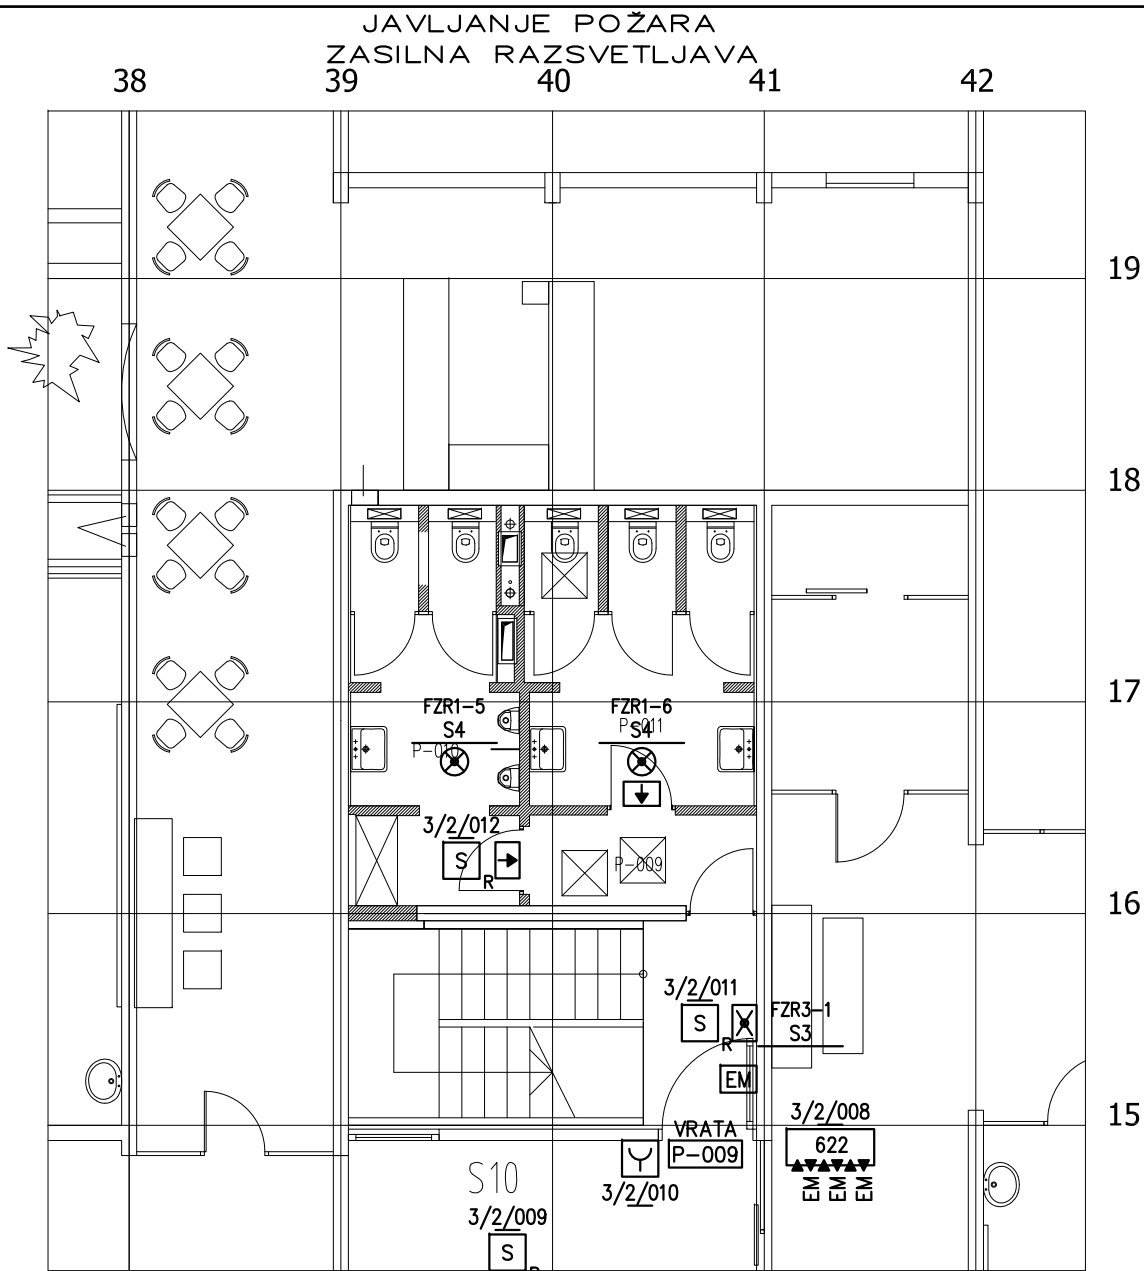 JAVLJANJE POŽARA
ZASILNA RAZSVETLJAVA
38 39 40 41 42
19
18
17
FZR1-5
S4
P-010
FZR1-6
P-011
S4
3/2/012
S
R
P-009
16
3/2/011
S
R
FZR3-1
S3
EM
15
3/2/008
622
EM EM EM
VRATA
P-009
3/2/010
S10
3/2/009
S
R